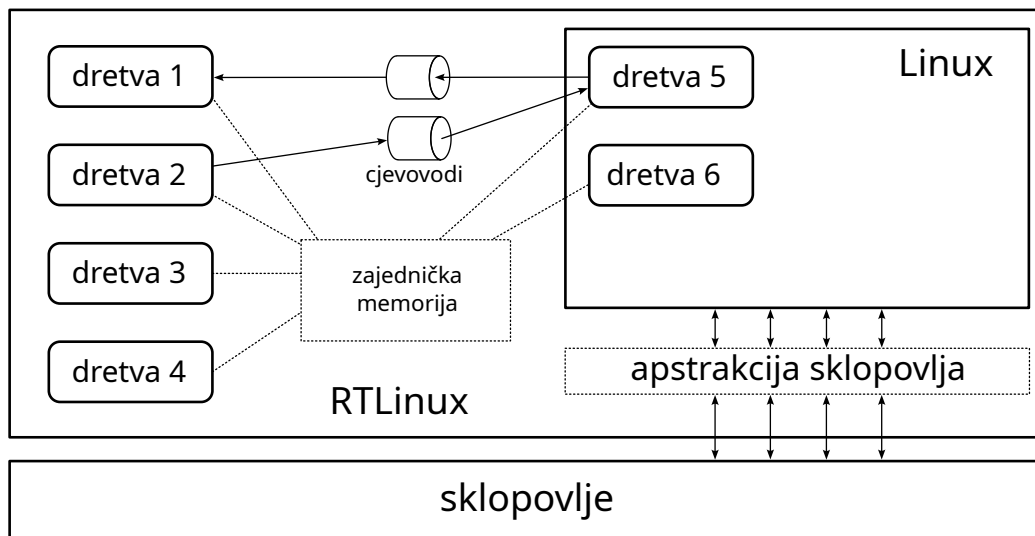 dretva 1
dretva 5
Linux
dretva 2
cjevovodi
dretva 6
dretva 3
zajednička
memorija
dretva 4
RTLinux
apstrakcija sklopovlja
sklopovlje